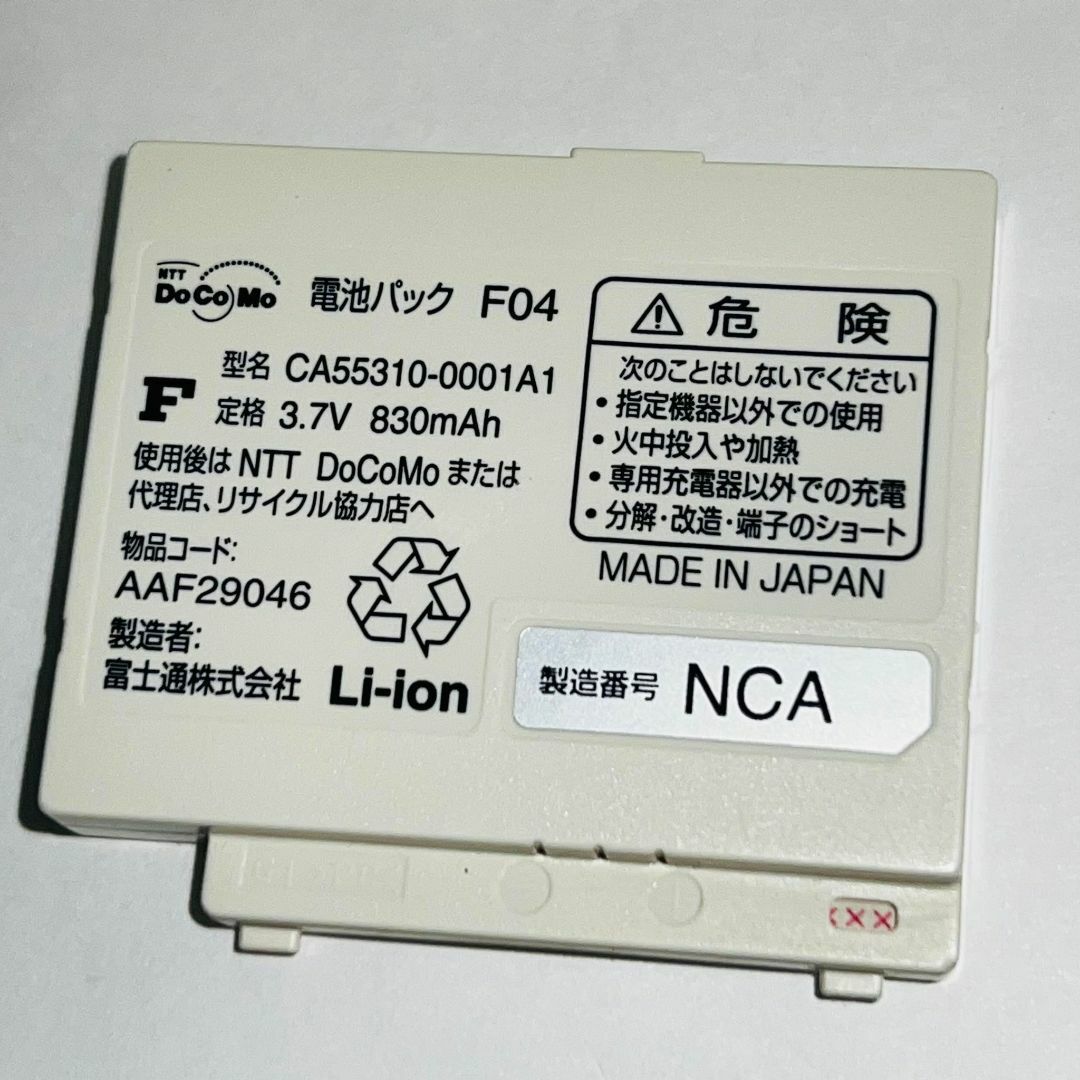 NTT
DoCoMo
電池パック F04
F
型名 CA55310-0001A1
定格 3.7V 830mAh
使用後は NTT DoCoMo または
代理店、リサイクル協力店へ
物品コード:
AAF29046
製造者:
富士通株式会社
Li-ion
危 険
次のことはしないでください
・指定機器以外での使用
・火中投入や加熱
・専用充電器以外での充電
・分解・改造・端子のショート
MADE IN JAPAN
製造番号 NCA
XXX